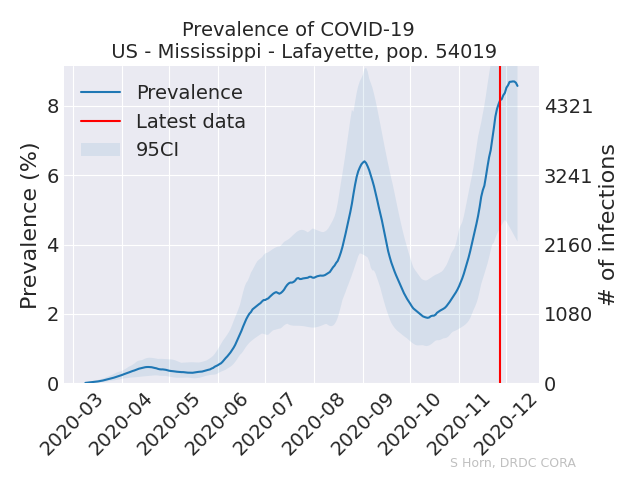 Prevalence of COVID-19
US - Mississippi - Lafayette, pop. 54019
Prevalence
Latest data
95CI
Prevalence (%)
8
6
4
2
0
4321
3241
2160
1080
0
# of infections
2020-03
2020-04
2020-05
2020-06
2020-07
2020-08
2020-09
2020-10
2020-11
2020-12
S Horn, DRDC CORA